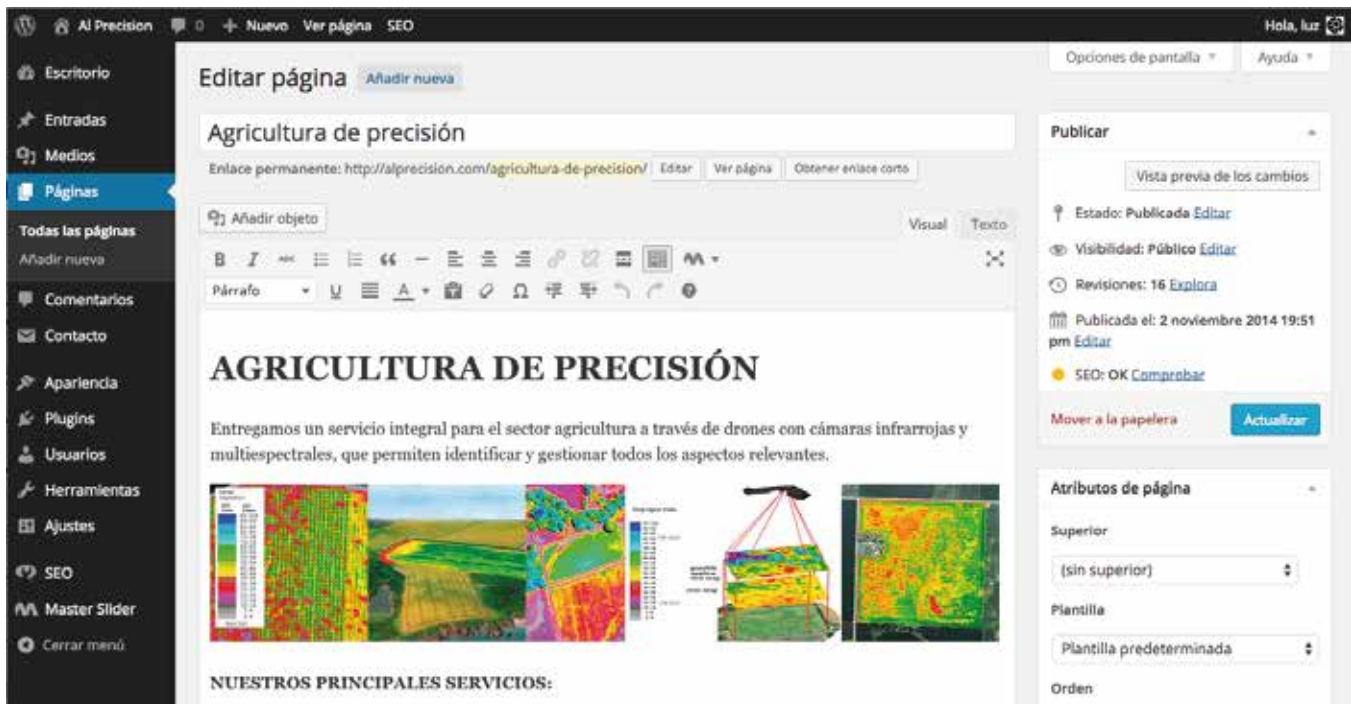 Al Precision 0 + Nuevo Ver página SEO
Hola, luz
Escritorio
Entradas
Medios
Páginas
Todas las páginas
Añadir nueva
Comentarios
Contacto
Apariencia
Plugins
Usuarios
Herramientas
Ajustes
SEO
Master Slider
Cerrar menú
Opciones de pantalla
Ayuda
Editar página Añadir nueva
Agricultura de precisión
Enlace permanente: http://alprecision.com/agricultura-de-precision/ Editar Ver página Obtener enlace corto
Añadir objeto
Visual Texto
B I ABC
Párrafo U A Ω
AGRICULTURA DE PRECISIÓN
Entregamos un servicio integral para el sector agricultura a través de drones con cámaras infrarrojas y
multiespectrales, que permiten identificar y gestionar todos los aspectos relevantes.
NUESTROS PRINCIPALES SERVICIOS:
Publicar
Vista previa de los cambios
Estado: Publicada Editar
Visibilidad: Público Editar
Revisiones: 16 Explora
Publicada el: 2 noviembre 2014 19:51
pm Editar
SEO: OK Comprobar
Mover a la papelera
Actualizar
Atributos de página
Superior
(sin superior)
Plantilla
Plantilla predeterminada
Orden